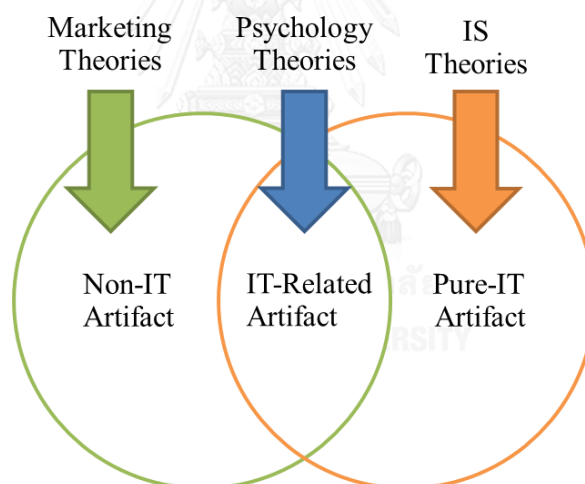 Marketing
Theories
Psychology
Theories
IS
Theories
Non-IT
Artifact
IT-Related
Artifact
Pure-IT
Artifact